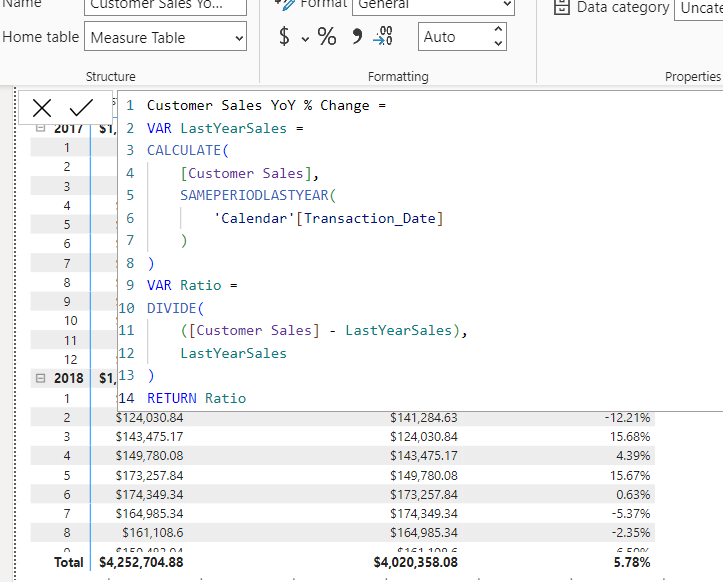 Name Customer Sales Yo... Format General Data category Uncate
Home table Measure Table $ % Auto
Structure Formatting Properties
1 Customer Sales YoY % Change =
2017 $1, 2 VAR LastYearSales =
1 3 CALCULATE(
2 4 [Customer Sales],
3 5 SAMEPERIODLASTYEAR(
4 6 'Calendar'[Transaction_Date]
5 7 )
6 8 )
7 9 VAR Ratio =
8 10 DIVIDE(
9 11 ([Customer Sales] - LastYearSales),
10 12 LastYearSales
11 13 )
12 14 RETURN Ratio
2018 $1,
1
2 $124,030.84 $141,284.63 -12.21%
3 $143,475.17 $124,030.84 15.68%
4 $149,780.08 $143,475.17 4.39%
5 $173,257.84 $149,780.08 15.67%
6 $174,349.34 $173,257.84 0.63%
7 $164,985.34 $174,349.34 -5.37%
8 $161,108.6 $164,985.34 -2.35%
Total $4,252,704.88 $4,020,358.08 5.78%